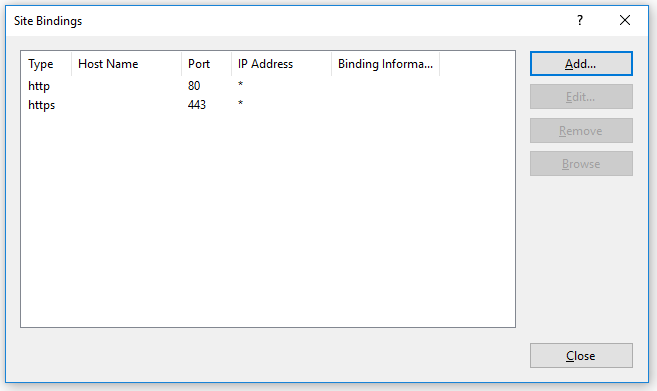 Site Bindings
?
Type Host Name Port IP Address Binding Informa...
http 80 *
https 443 *
Add...
Edit...
Remove
Browse
Close